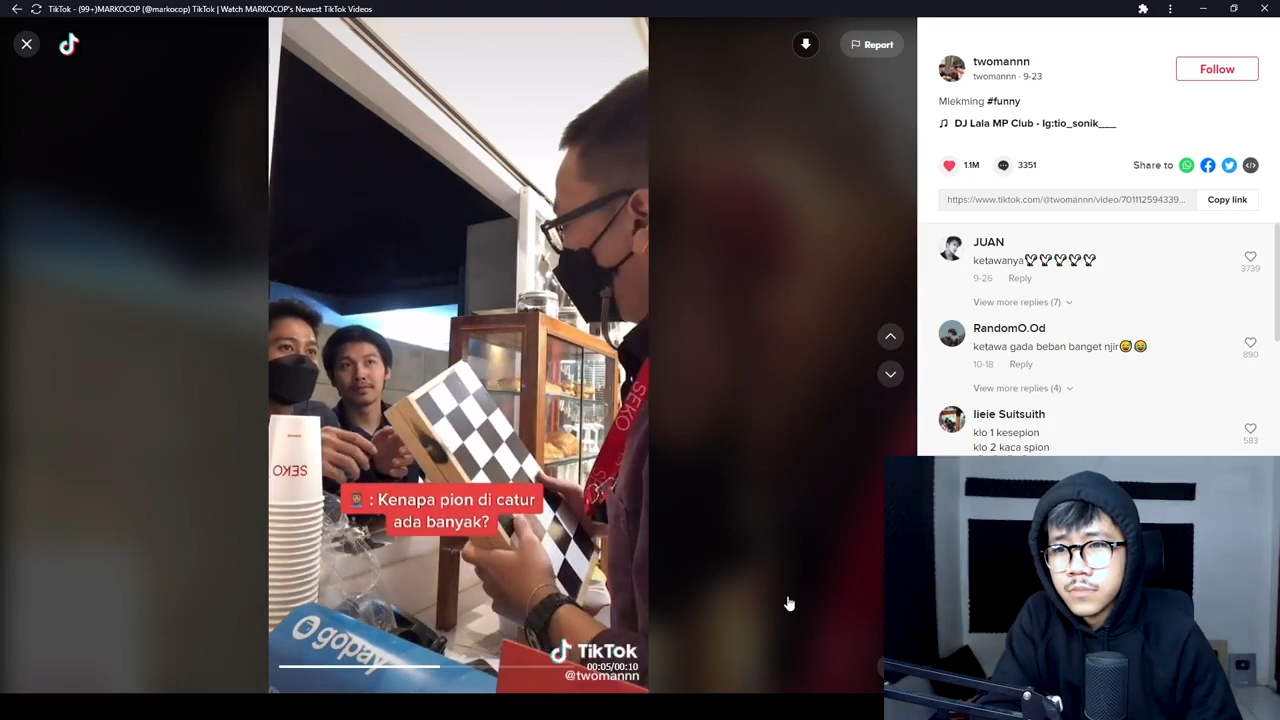 TikTok - (99+)MARKOCOP (@markocop) TikTok | Watch MARKOCOP's Newest TikTok Videos
Report
SEKO
SEKO
: Kenapa pion di catur
ada banyak?
gopay
TikTok
00:05/00:10
@twomannn
twomannn
twomannn · 9-23
Follow
Mlekming #funny
DJ Lala MP Club - Ig:tio_sonik___
1.1M
3351
Share to
https://www.tiktok.com/@twomannn/video/701112594339...
Copy link
JUAN
ketawanya
3739
9-26 Reply
View more replies (7)
RandomO.Od
ketawa gada beban banget njir
890
10-18 Reply
View more replies (4)
Iieie Suitsuith
klo 1 kesepion
583
klo 2 kaca spion